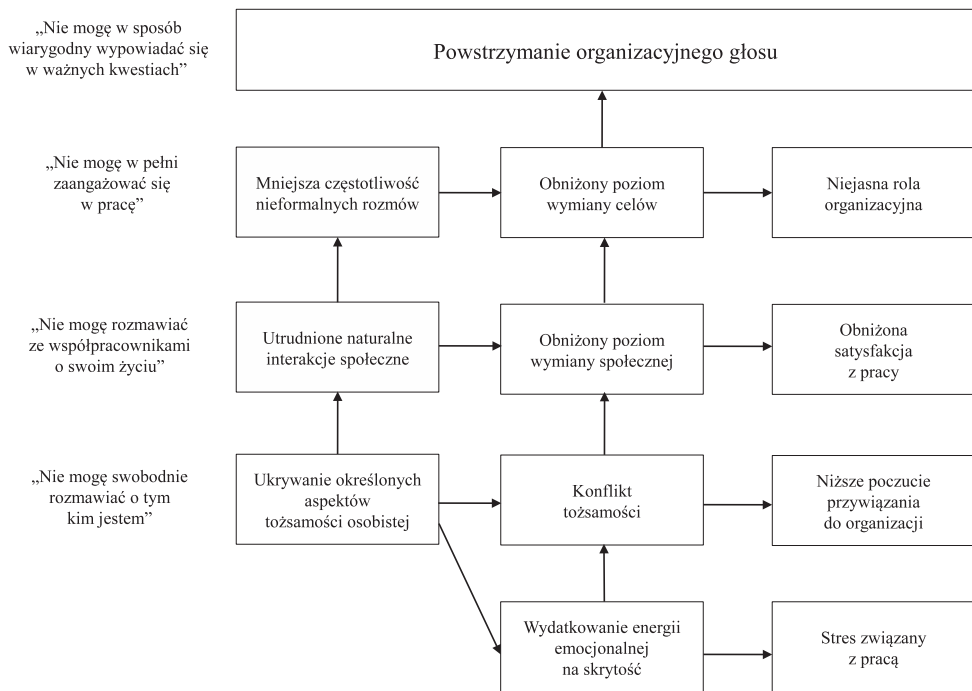 „Nie mogę w sposób
wiarygodny wypowiadać się
w ważnych kwestiach”
Powstrzymanie organizacyjnego głosu
„Nie mogę w pełni
zaangażować się
w pracę”
Mniejsza częstotliwość
nieformalnych rozmów
Obniżony poziom
wymiany celów
Niejasna rola
organizacyjna
„Nie mogę rozmawiać
ze współpracownikami
o swoim życiu”
Utrudnione naturalne
interakcje społeczne
Obniżony poziom
wymiany społecznej
Obniżona
satysfakcja
z pracy
„Nie mogę swobodnie
rozmawiać o tym
kim jestem”
Ukrywanie określonych
aspektów
tożsamości osobistej
Konflikt
tożsamości
Niższe poczucie
przywiązania
do organizacji
Wydatkowanie energii
emocjonalnej
na skrytość
Stres związany
z pracą